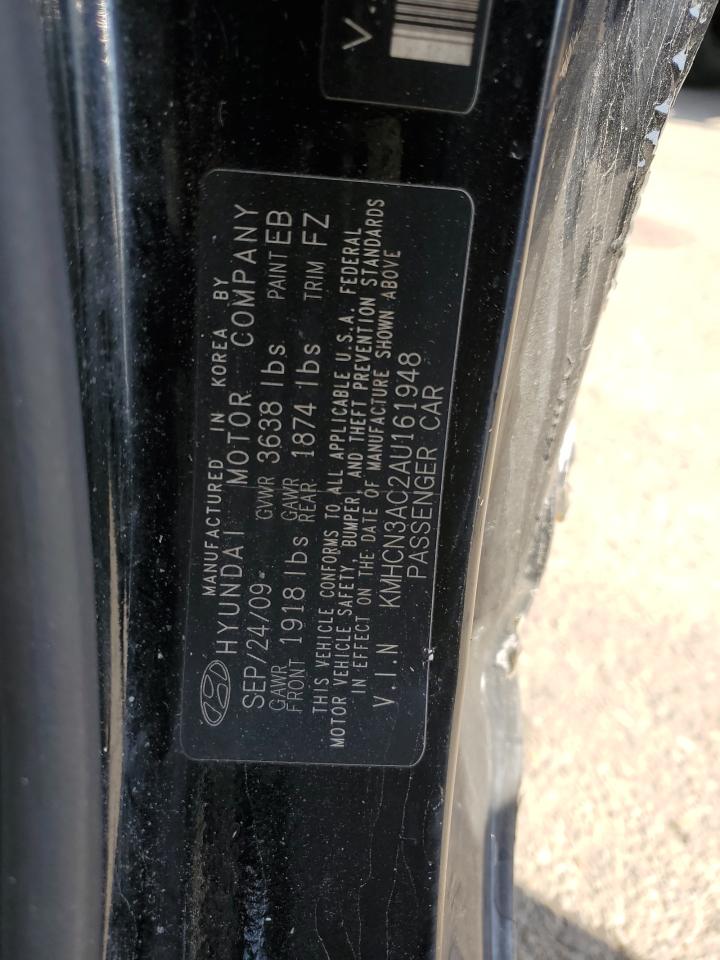 V.
MANUFACTURED IN KOREA BY
HYUNDAI MOTOR COMPANY
SEP/24/09 GVWR 3638 lbs PAINT EB
GAWR FRONT 1918 lbs GAWR REAR 1874 lbs TRIM FZ
THIS VEHICLE CONFORMS TO ALL APPLICABLE U.S.A. FEDERAL
MOTOR VEHICLE SAFETY, BUMPER, AND THEFT PREVENTION STANDARDS
IN EFFECT ON THE DATE OF MANUFACTURE SHOWN ABOVE
V.I.N KMHCN3AC2AU161948
PASSENGER CAR